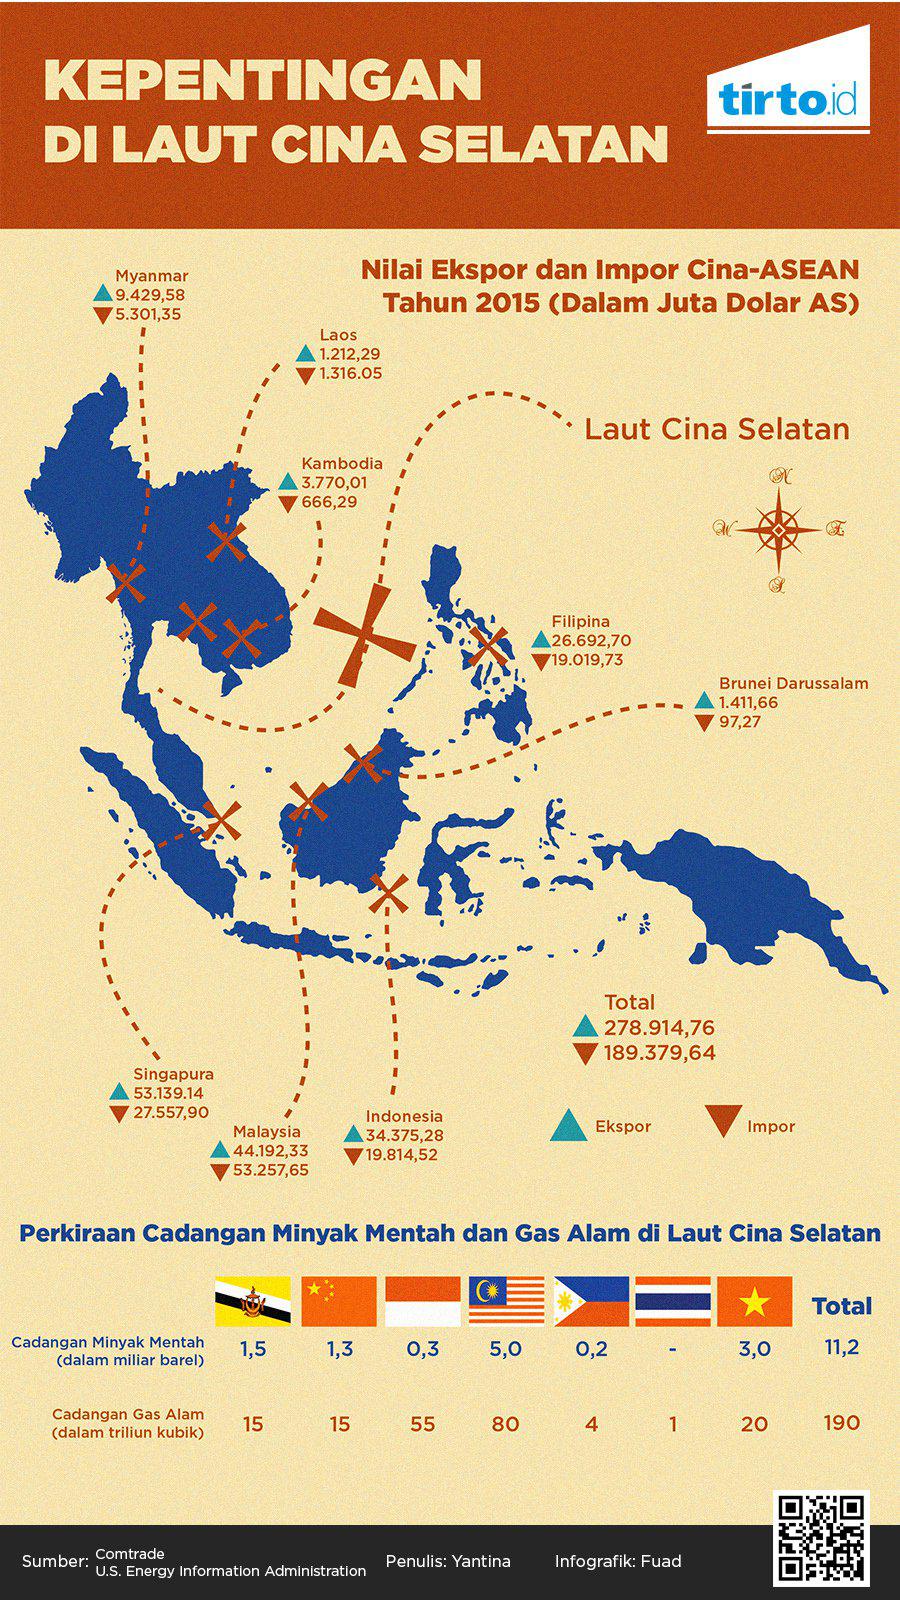 KEPENTINGAN
DI LAUT CINA SELATAN
tirto.id
Nilai Ekspor dan Impor Cina-ASEAN
Tahun 2015 (Dalam Juta Dolar AS)
Myanmar
9.429,58
5.301,35
Laos
1.212,29
1.316.05
Laut Cina Selatan
Kambodia
3.770,01
666,29
N
W
E
S
Filipina
26.692,70
19.019,73
Brunei Darussalam
1.411,66
97,27
Total
278.914,76
189.379,64
Singapura
53.139.14
27.557,90
Malaysia
44.192,33
53.257,65
Indonesia
34.375,28
19.814,52
Ekspor
Impor
Perkiraan Cadangan Minyak Mentah dan Gas Alam di Laut Cina Selatan
Total
Cadangan Minyak Mentah
(dalam miliar barel)
1,5 1,3 0,3 5,0 0,2 - 3,0 11,2
Cadangan Gas Alam
(dalam triliun kubik)
15 15 55 80 4 1 20 190
Sumber: Comtrade
U.S. Energy Information Administration
Penulis: Yantina
Infografik: Fuad